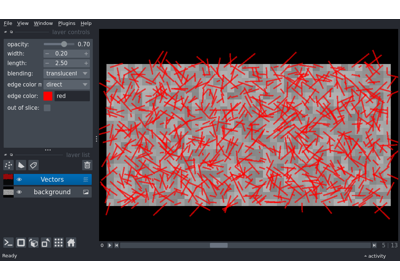 File View Window Plugins Help
layer controls
opacity: 0.70
width: 0.20
length: 2.50
blending: translucent
edge color m direct
edge color: red
out of slice:
layer list
Vectors
background
0
5 13
Ready
activity